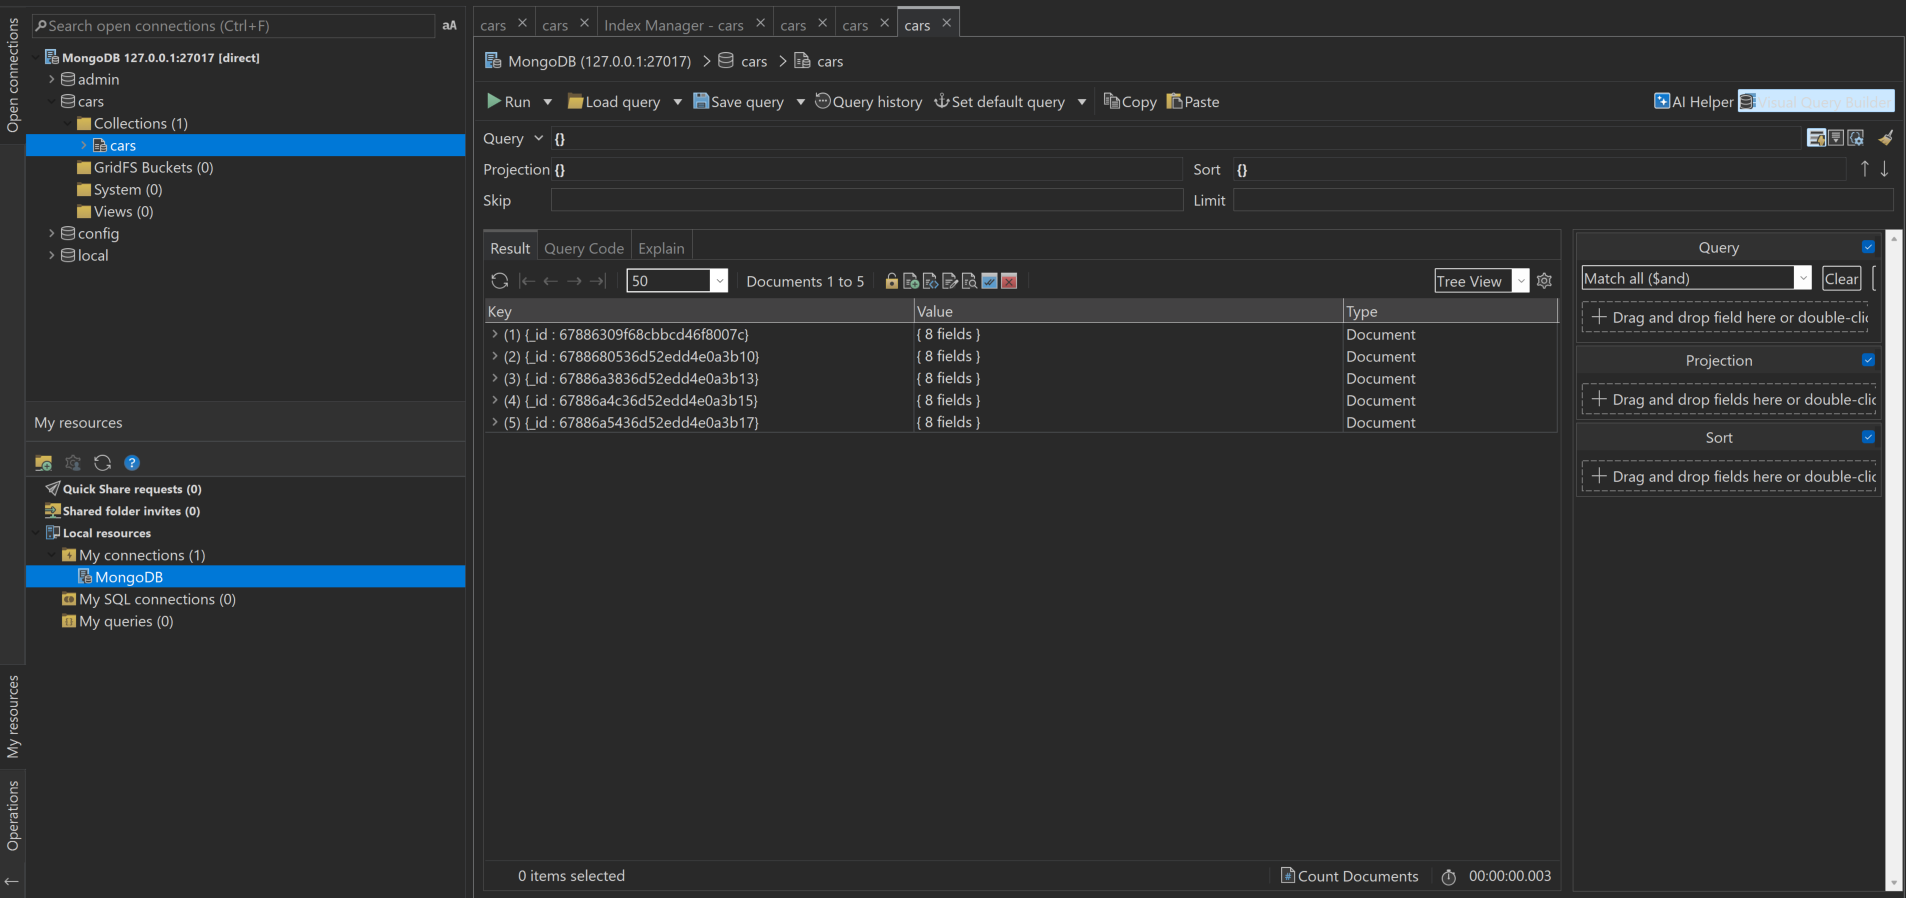 Open connections
Search open connections (Ctrl+F)
aA
MongoDB 127.0.0.1:27017 [direct]
admin
cars
Collections (1)
cars
GridFS Buckets (0)
System (0)
Views (0)
config
local
My resources
Quick Share requests (0)
Shared folder invites (0)
Local resources
My connections (1)
MongoDB
My SQL connections (0)
My queries (0)
My resources
Operations
cars
cars
Index Manager - cars
cars
cars
cars
MongoDB (127.0.0.1:27017) > cars > cars
Run Load query Save query Query history Set default query Copy Paste
AI Helper Visual Query Builder
Query {}
Projection {} Sort {}
Skip Limit
Result Query Code Explain
50 Documents 1 to 5 Tree View
Key Value Type
(1) {_id : 67886309f68cbbcd46f8007c} { 8 fields } Document
(2) {_id : 6788680536d52edd4e0a3b10} { 8 fields } Document
(3) {_id : 67886a3836d52edd4e0a3b13} { 8 fields } Document
(4) {_id : 67886a4c36d52edd4e0a3b15} { 8 fields } Document
(5) {_id : 67886a5436d52edd4e0a3b17} { 8 fields } Document
0 items selected
Count Documents 00:00:00.003
Query
Match all ($and) Clear
Drag and drop field here or double-clic
Projection
Drag and drop fields here or double-clic
Sort
Drag and drop fields here or double-clic